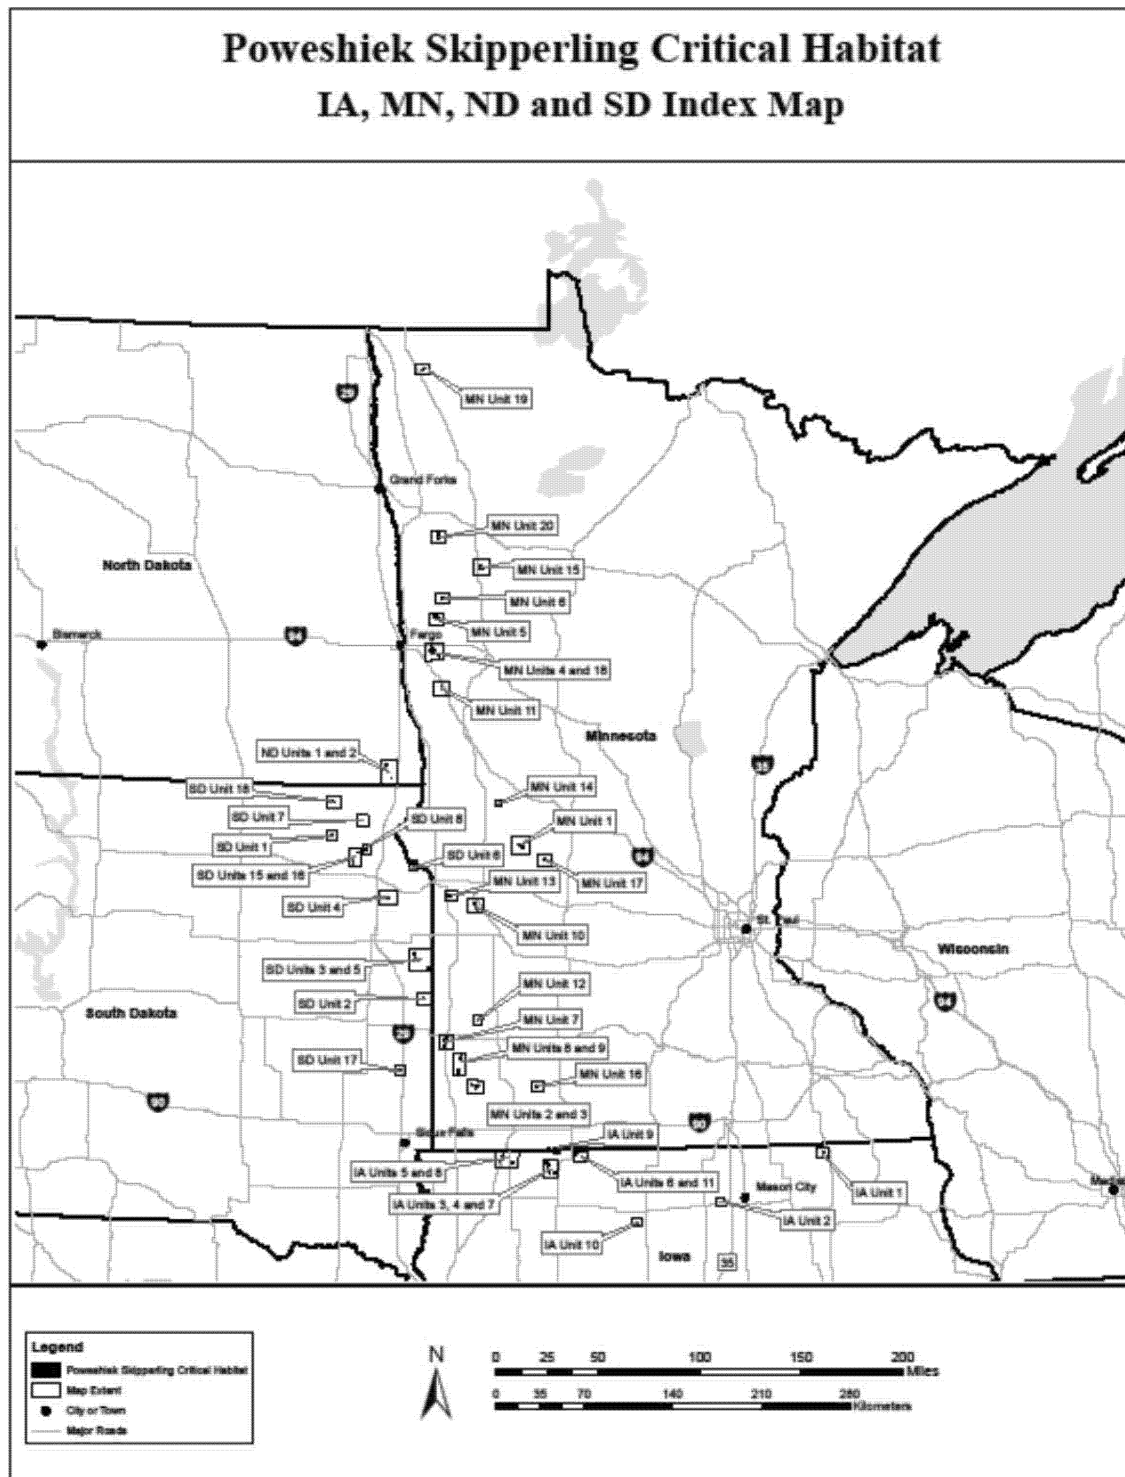 Poweshiek Skipperling Critical Habitat
IA, MN, ND and SD Index Map
MN Unit 19
29
Grand Forks
MN Unit 20
North Dakota
MN Unit 15
MN Unit 6
Bismarck
94
Fargo
MN Unit 5
MN Units 4 and 18
MN Unit 11
Minnesota
ND Units 1 and 2
35
SD Unit 18
MN Unit 14
SD Unit 7
SD Unit 8
MN Unit 1
SD Unit 1
SD Unit 6
94
SD Units 15 and 16
MN Unit 13
MN Unit 17
SD Unit 4
St. Paul
MN Unit 10
Wisconsin
SD Units 3 and 5
MN Unit 12
SD Unit 2
94
South Dakota
MN Unit 7
29
MN Units 8 and 9
SD Unit 17
MN Unit 16
90
MN Units 2 and 3
90
Sioux Falls
IA Unit 9
IA Units 5 and 8
IA Units 6 and 11
Mason City
IA Unit 1
IA Units 3, 4 and 7
IA Unit 2
IA Unit 10
Iowa
35
Legend
Poweshiek Skipperling Critical Habitat
Map Extent
City or Town
Major Roads
N
0 25 50 100 150 200
Miles
0 35 70 140 210 280
Kilometers